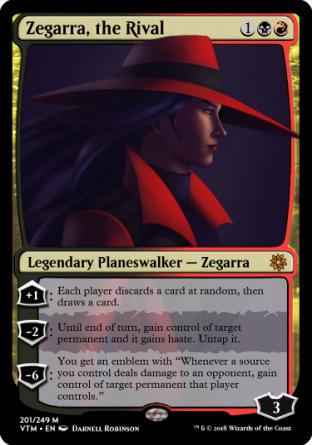 Zegarra, the Rival 1
Legendary Planeswalker — Zegarra
+1: Each player discards a card at random, then
draws a card.
-2: Until end of turn, gain control of target
permanent and it gains haste. Untap it.
You get an emblem with “Whenever a source
-6: you control deals damage to an opponent, gain
control of target permanent that player
controls.”
3
201/249 M
VTM • EN DARNELL ROBINSON ™ & © 2018 Wizards of the Coast